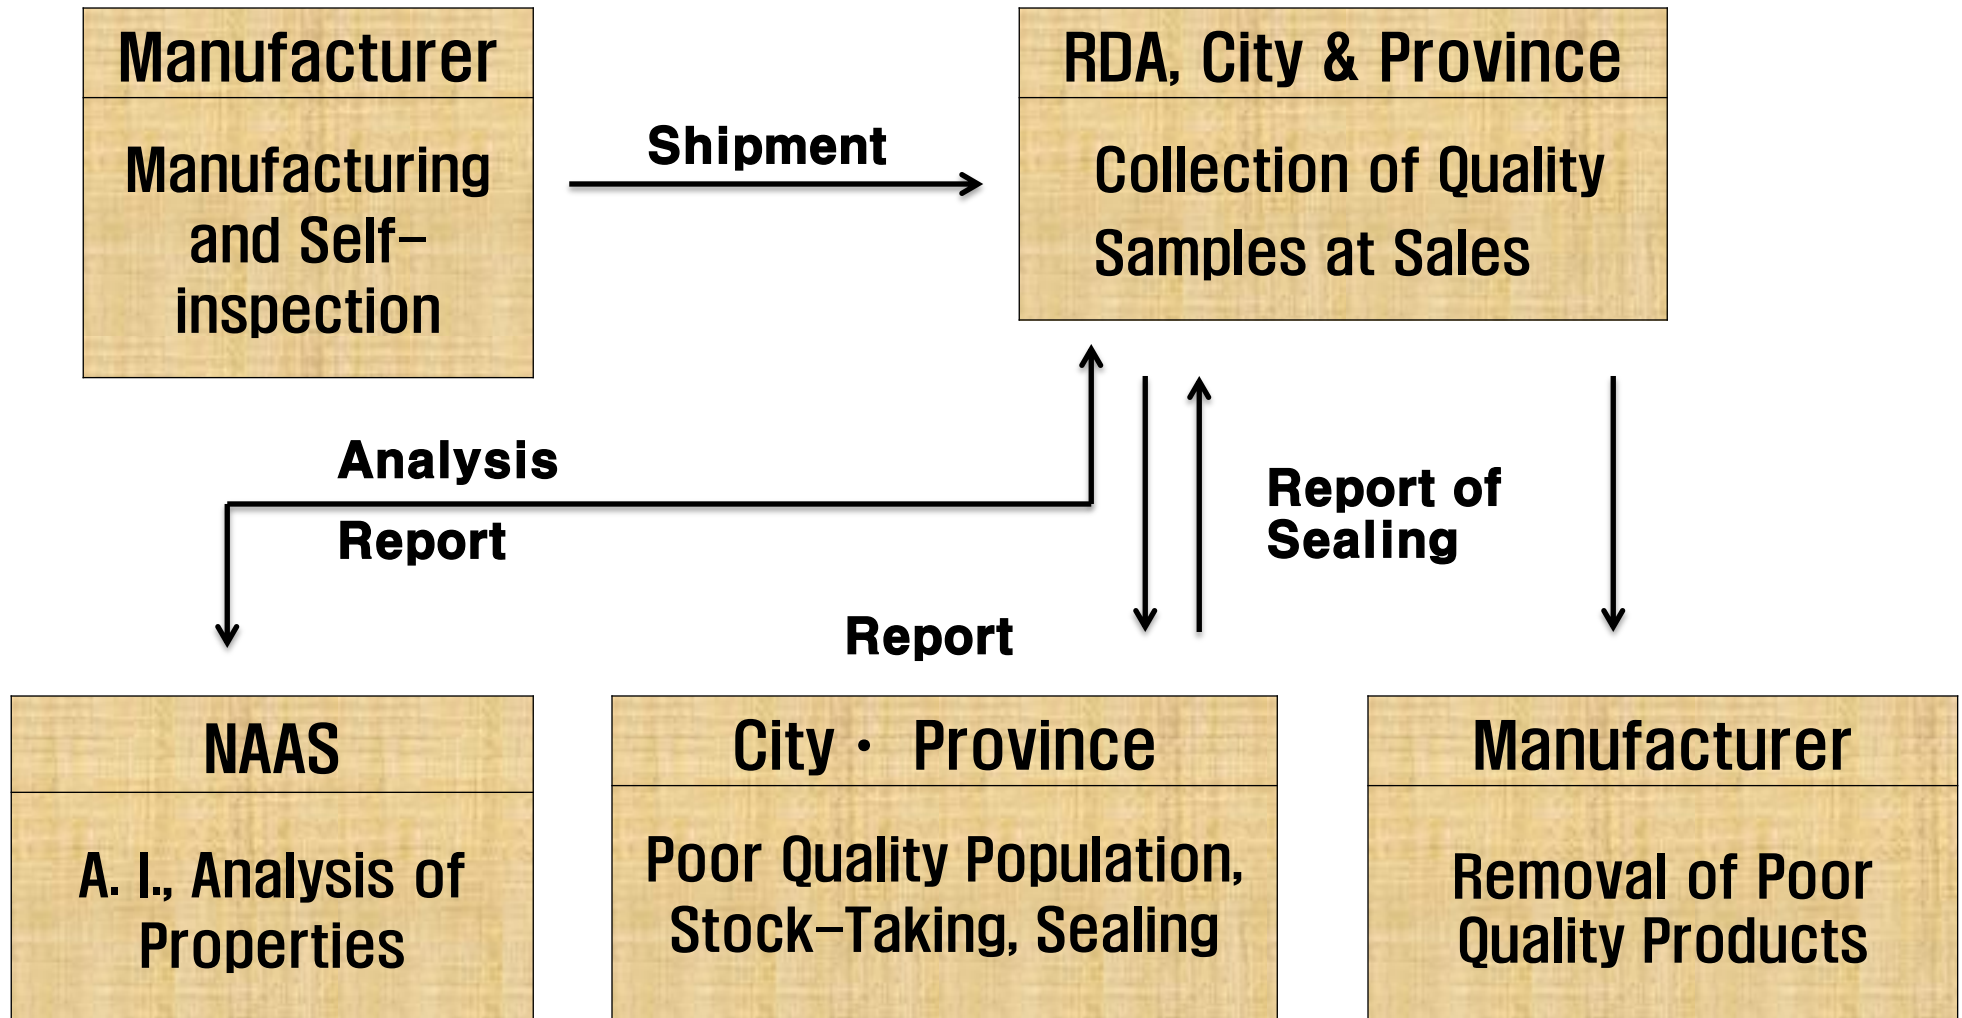 Manufacturer
Manufacturing
and Self-
inspection
Shipment
RDA, City & Province
Collection of Quality
Samples at Sales
Analysis
Report
Report of
Sealing
Report
NAAS
A. I., Analysis of
Properties
City · Province
Poor Quality Population,
Stock-Taking, Sealing
Manufacturer
Removal of Poor
Quality Products